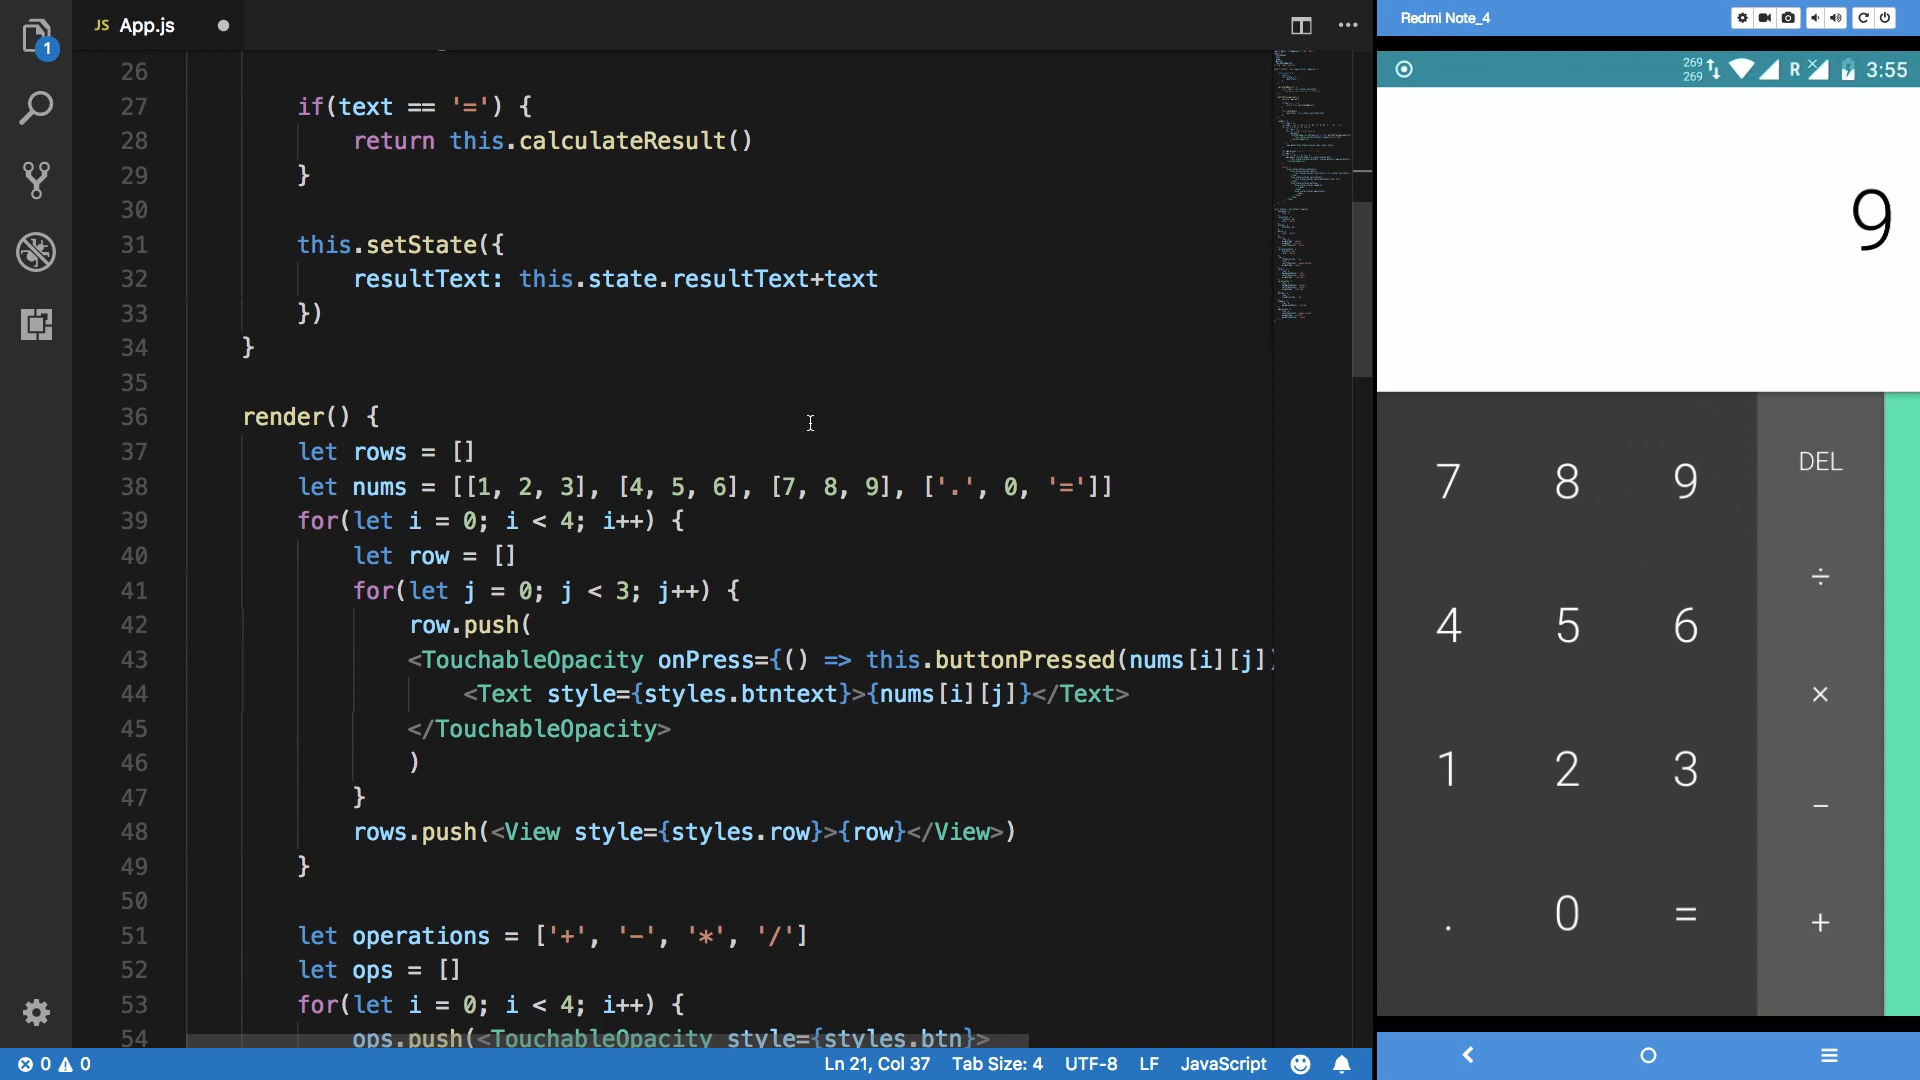 JS App.js
1
26
27 if(text == '=') {
28 return this.calculateResult()
29 }
30
31 this.setState({
32 resultText: this.state.resultText+text
33 })
34 }
35
36 render() {
37 let rows = []
38 let nums = [[1, 2, 3], [4, 5, 6], [7, 8, 9], ['.', 0, '=']]
39 for(let i = 0; i < 4; i++) {
40 let row = []
41 for(let j = 0; j < 3; j++) {
42 row.push(
43 <TouchableOpacity onPress={() => this.buttonPressed(nums[i][j])
44 <Text style={styles.btntext}>{nums[i][j]}</Text>
45 </TouchableOpacity>
46 )
47 }
48 rows.push(<View style={styles.row}>{row}</View>)
49 }
50
51 let operations = ['+', '-', '*', '/']
52 let ops = []
53 for(let i = 0; i < 4; i++) {
54 ops.push(<TouchableOpacity style={styles.btn}>
0 0 Ln 21, Col 37 Tab Size: 4 UTF-8 LF JavaScript
Redmi Note_4
269
269
R
3:55
9
7 8 9 DEL
÷
4 5 6
×
1 2 3
−
. 0 = +